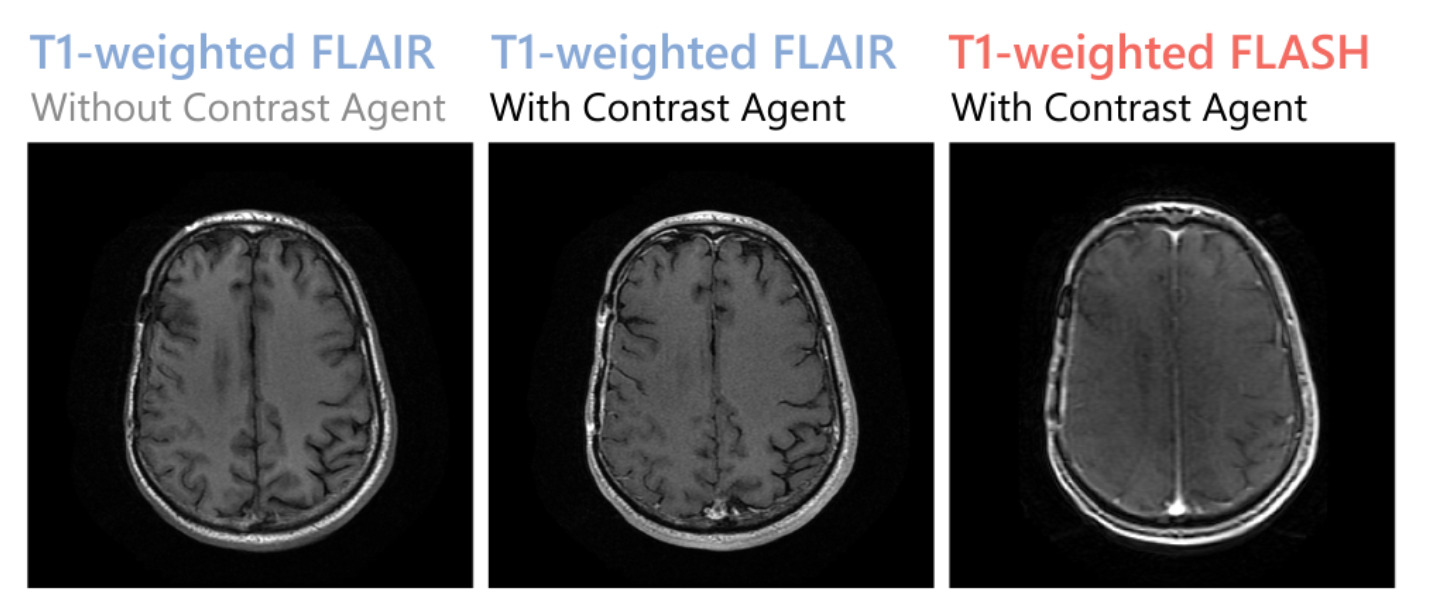 T1-weighted FLAIR
Without Contrast Agent
T1-weighted FLAIR
With Contrast Agent
T1-weighted FLASH
With Contrast Agent